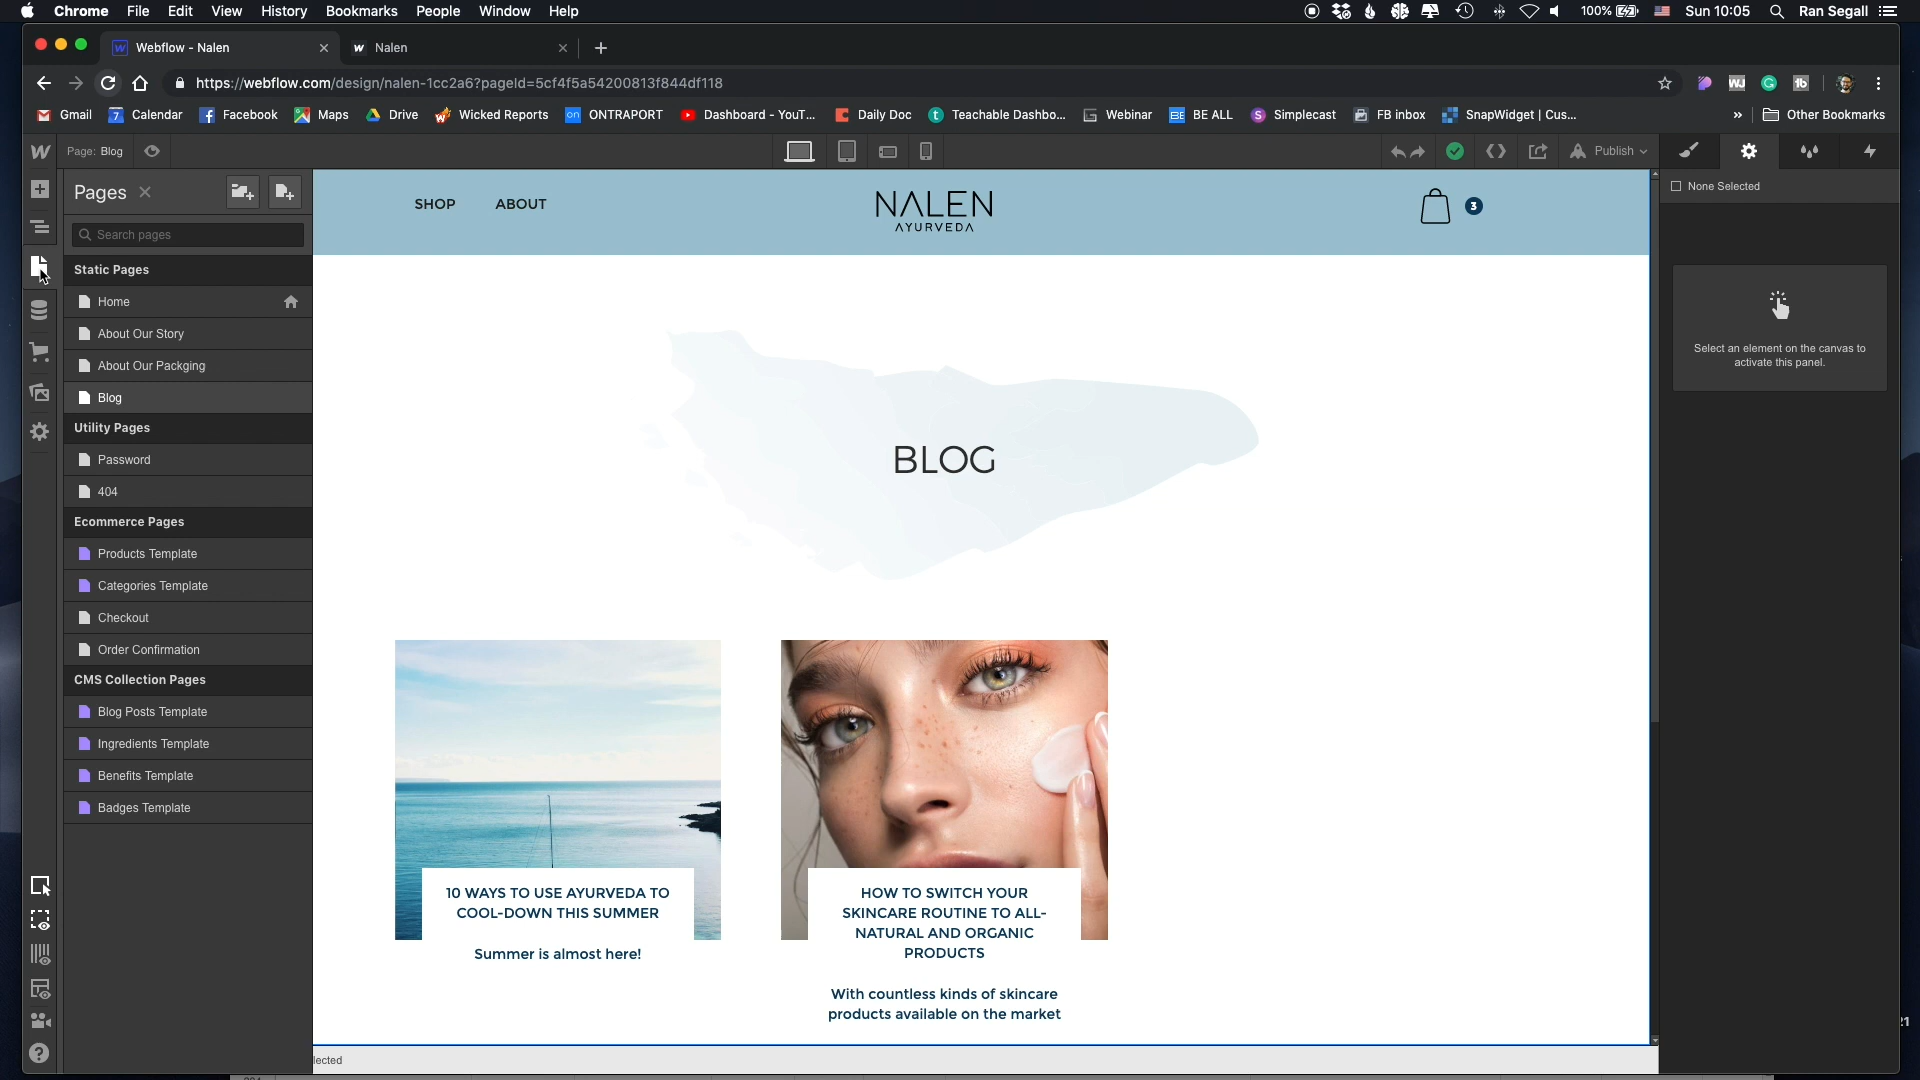 Chrome File Edit View History Bookmarks People Window Help 100% Sun 10:05 Ran Segall
Webflow - Nalen
Nalen
https://webflow.com/design/nalen-1cc2a6?pageId=5cf4f5a54200813f844df118
Gmail Calendar Facebook Maps Drive Wicked Reports ONTRAPORT Dashboard - YouT... Daily Doc Teachable Dashbo... Webinar BE ALL Simplecast FB inbox SnapWidget | Cus... » Other Bookmarks
Page: Blog
Publish
Pages
None Selected
Search pages
Static Pages
Home
About Our Story
About Our Packaging
Blog
Utility Pages
Password
404
Ecommerce Pages
Products Template
Categories Template
Checkout
Order Confirmation
CMS Collection Pages
Blog Posts Template
Ingredients Template
Benefits Template
Badges Template
SHOP ABOUT
NALEN
AYURVEDA
3
BLOG
10 WAYS TO USE AYURVEDA TO
COOL-DOWN THIS SUMMER
Summer is almost here!
HOW TO SWITCH YOUR
SKINCARE ROUTINE TO ALL-
NATURAL AND ORGANIC
PRODUCTS
With countless kinds of skincare
products available on the market
Select an element on the canvas to
activate this panel.
lected